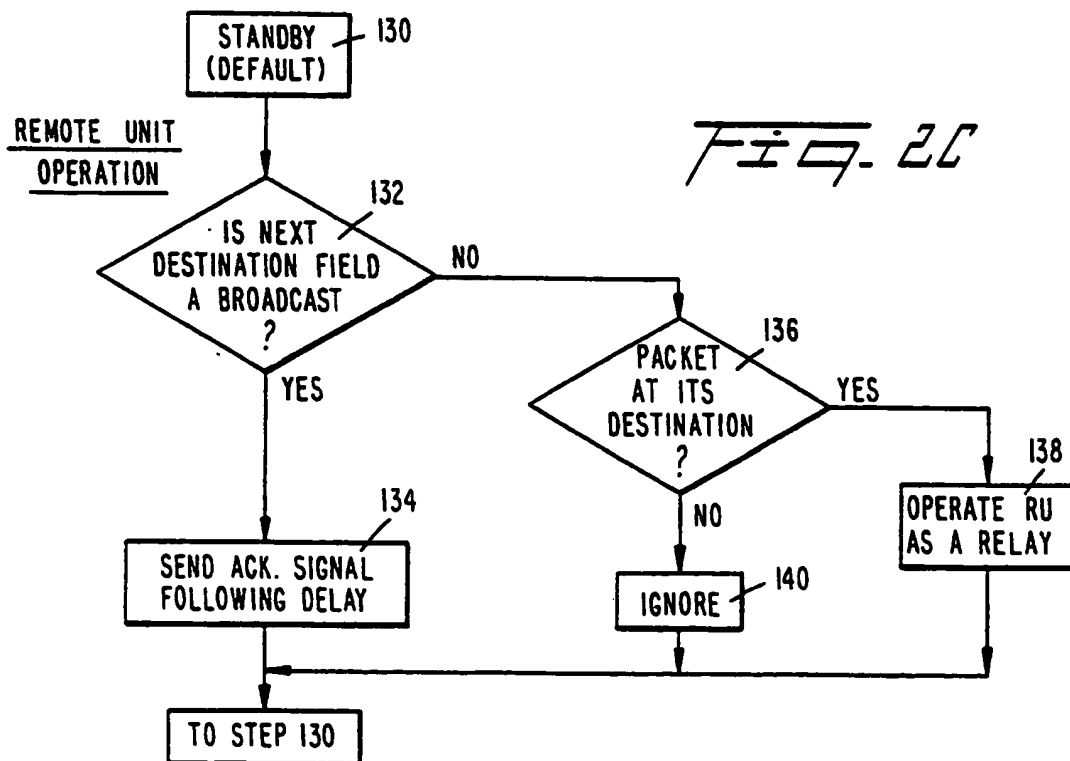 STANDBY
(DEFAULT)
130
REMOTE UNIT
OPERATION
Fig. 2C
IS NEXT
DESTINATION FIELD
A BROADCAST
?
132
NO
YES
PACKET
AT ITS
DESTINATION
?
136
YES
NO
138
OPERATE RU
AS A RELAY
134
SEND ACK. SIGNAL
FOLLOWING DELAY
IGNORE
140
TO STEP 130